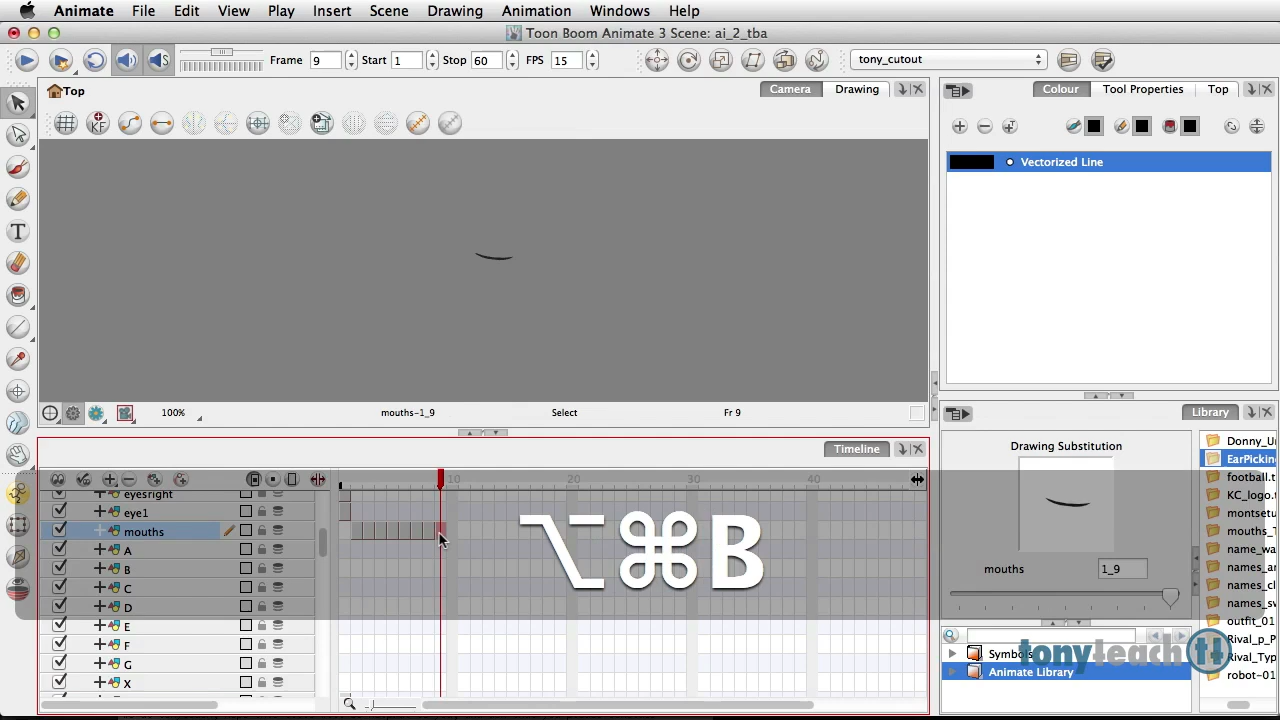 Animate File Edit View Play Insert Scene Drawing Animation Windows Help
Toon Boom Animate 3 Scene: ai_2_tba
Frame 9 Start 1 Stop 60 FPS 15 tony_cutout
Top Camera Drawing
Colour Tool Properties Top
KF
Vectorized Line
T
100% mouths-1_9 Select Fr 9
Library
Timeline
Drawing Substitution
10 20 30 40
eyesright
eye1
mouths
A
B
C
D
E
F
G
X
⌥⌘B
mouths 1_9
Donny_U
EarPickin
football.t
KC_logo.t
montsetu
mouths_T
name_wa
names_ar
names_cl
names_sv
outfit_01
Rival_p_P
Rival_Typ
robot-01
Symbols
Animate Library
tonyteach tt